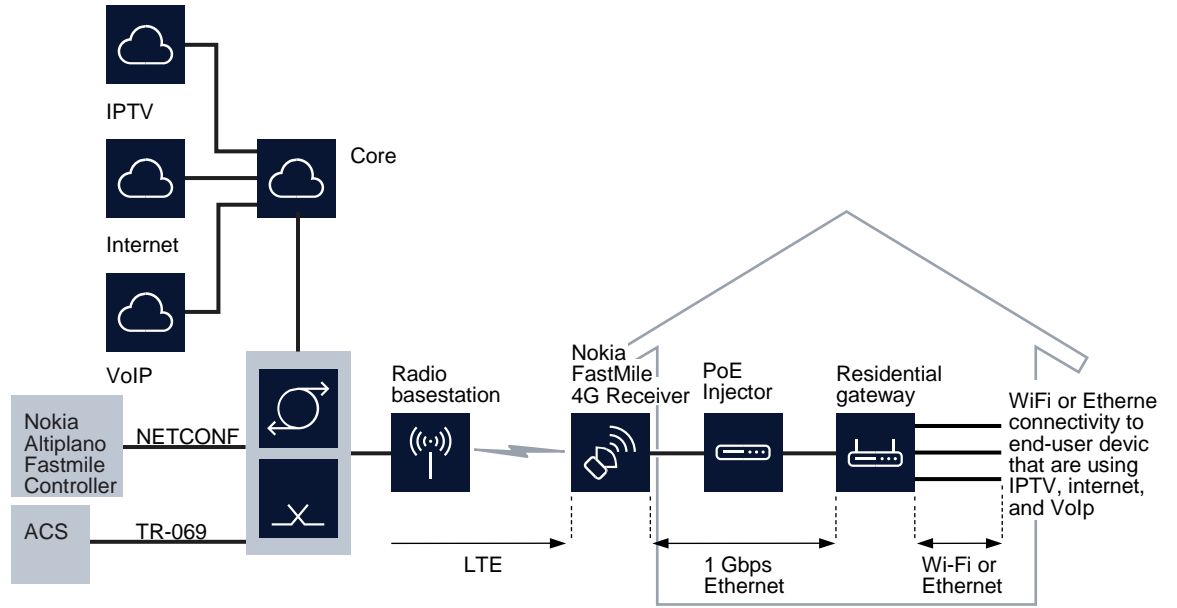 IPTV
Core
Internet
VoIP
Nokia
Altiplano
Fastmile
Controller
NETCONF
ACS
TR-069
Radio
basestation
LTE
Nokia
FastMile
4G Receiver
PoE
Injector
1 Gbps
Ethernet
Residential
gateway
WiFi or Etherne
connectivity to
end-user devic
that are using
IPTV, internet,
and VoIp
Wi-Fi or
Ethernet